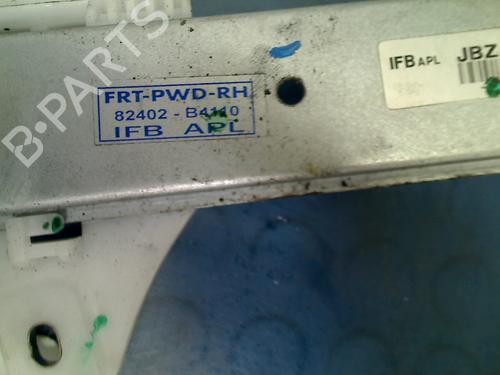 B-PARTS
FRT-PWD-RH
82402 - B4110
IFB APL
IFB APL JBZ